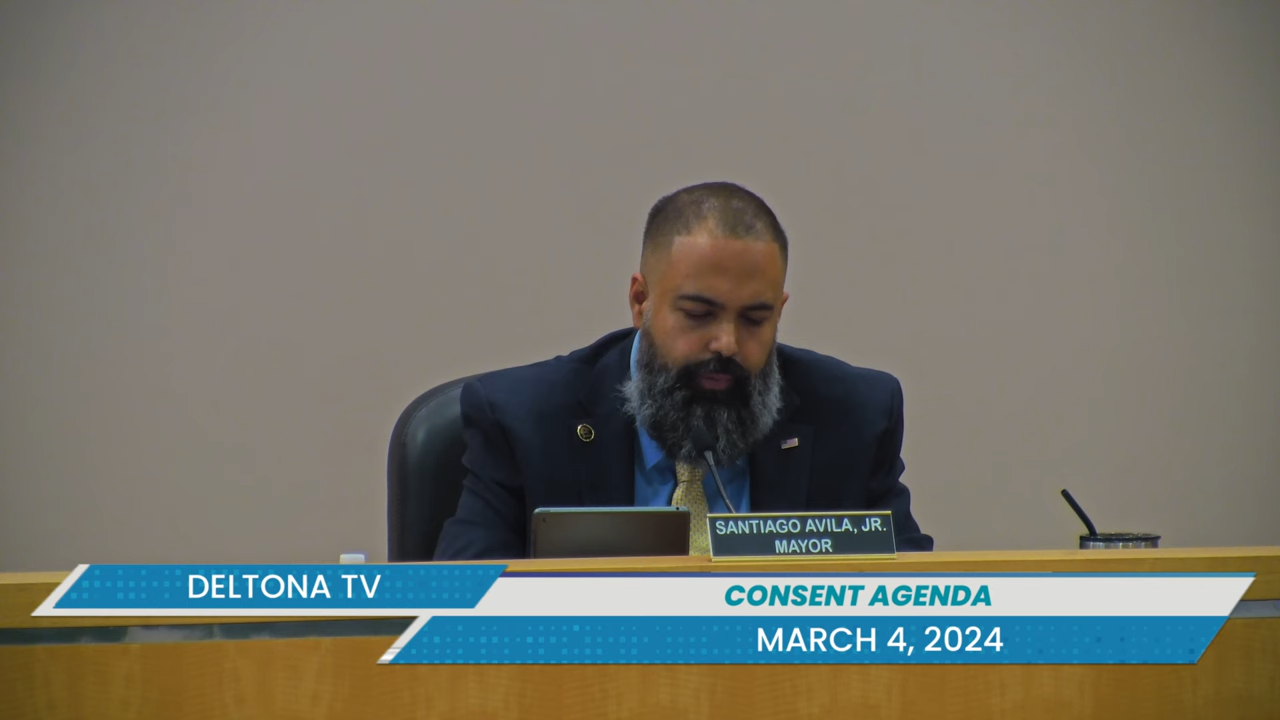 SANTIAGO AVILA, JR.
MAYOR
DELTONA TV
CONSENT AGENDA
MARCH 4, 2024